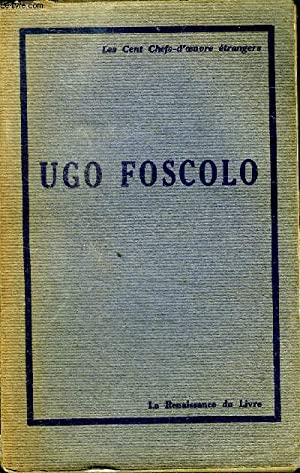 Les Cent Chefs-d'œuvre étrangers
UGO FOSCOLO
La Renaissance du Livre